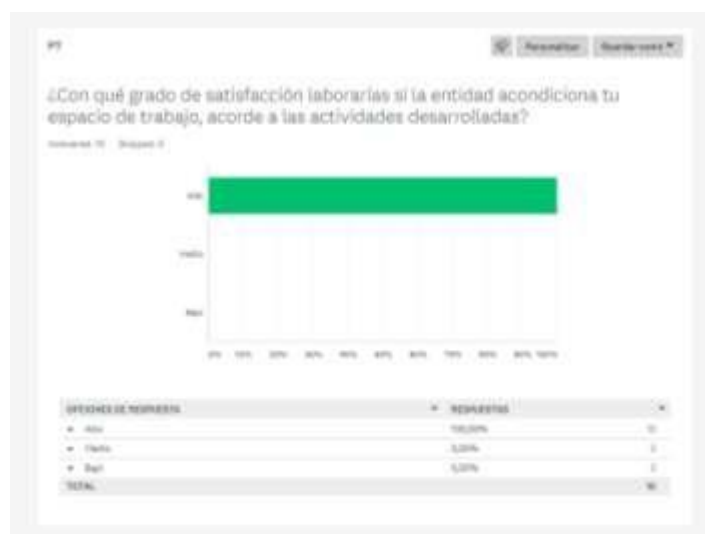 P7
Personalizar Guardar como
¿Con qué grado de satisfacción laborarías si la entidad acondiciona tu
espacio de trabajo, acorde a las actividades desarrolladas?
Alto
Medio
Bajo
0% 10% 20% 30% 40% 50% 60% 70% 80% 90% 100%
OPCIONES DE RESPUESTA RESPUESTAS
Alto 100,00%
Medio 0,00%
Bajo 0,00%
TOTAL